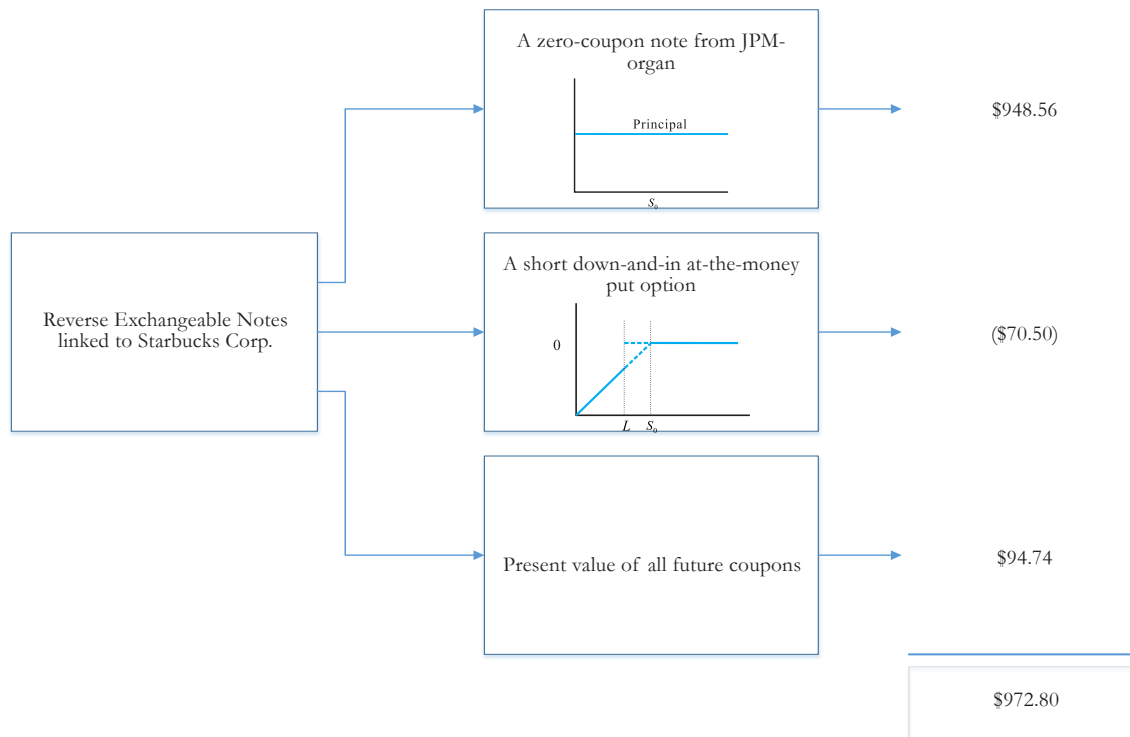 A zero-coupon note from JPM-
organ
Principal
S₀
$948.56
Reverse Exchangeable Notes
linked to Starbucks Corp.
A short down-and-in at-the-money
put option
0
L S₀
($70.50)
Present value of all future coupons
$94.74
$972.80